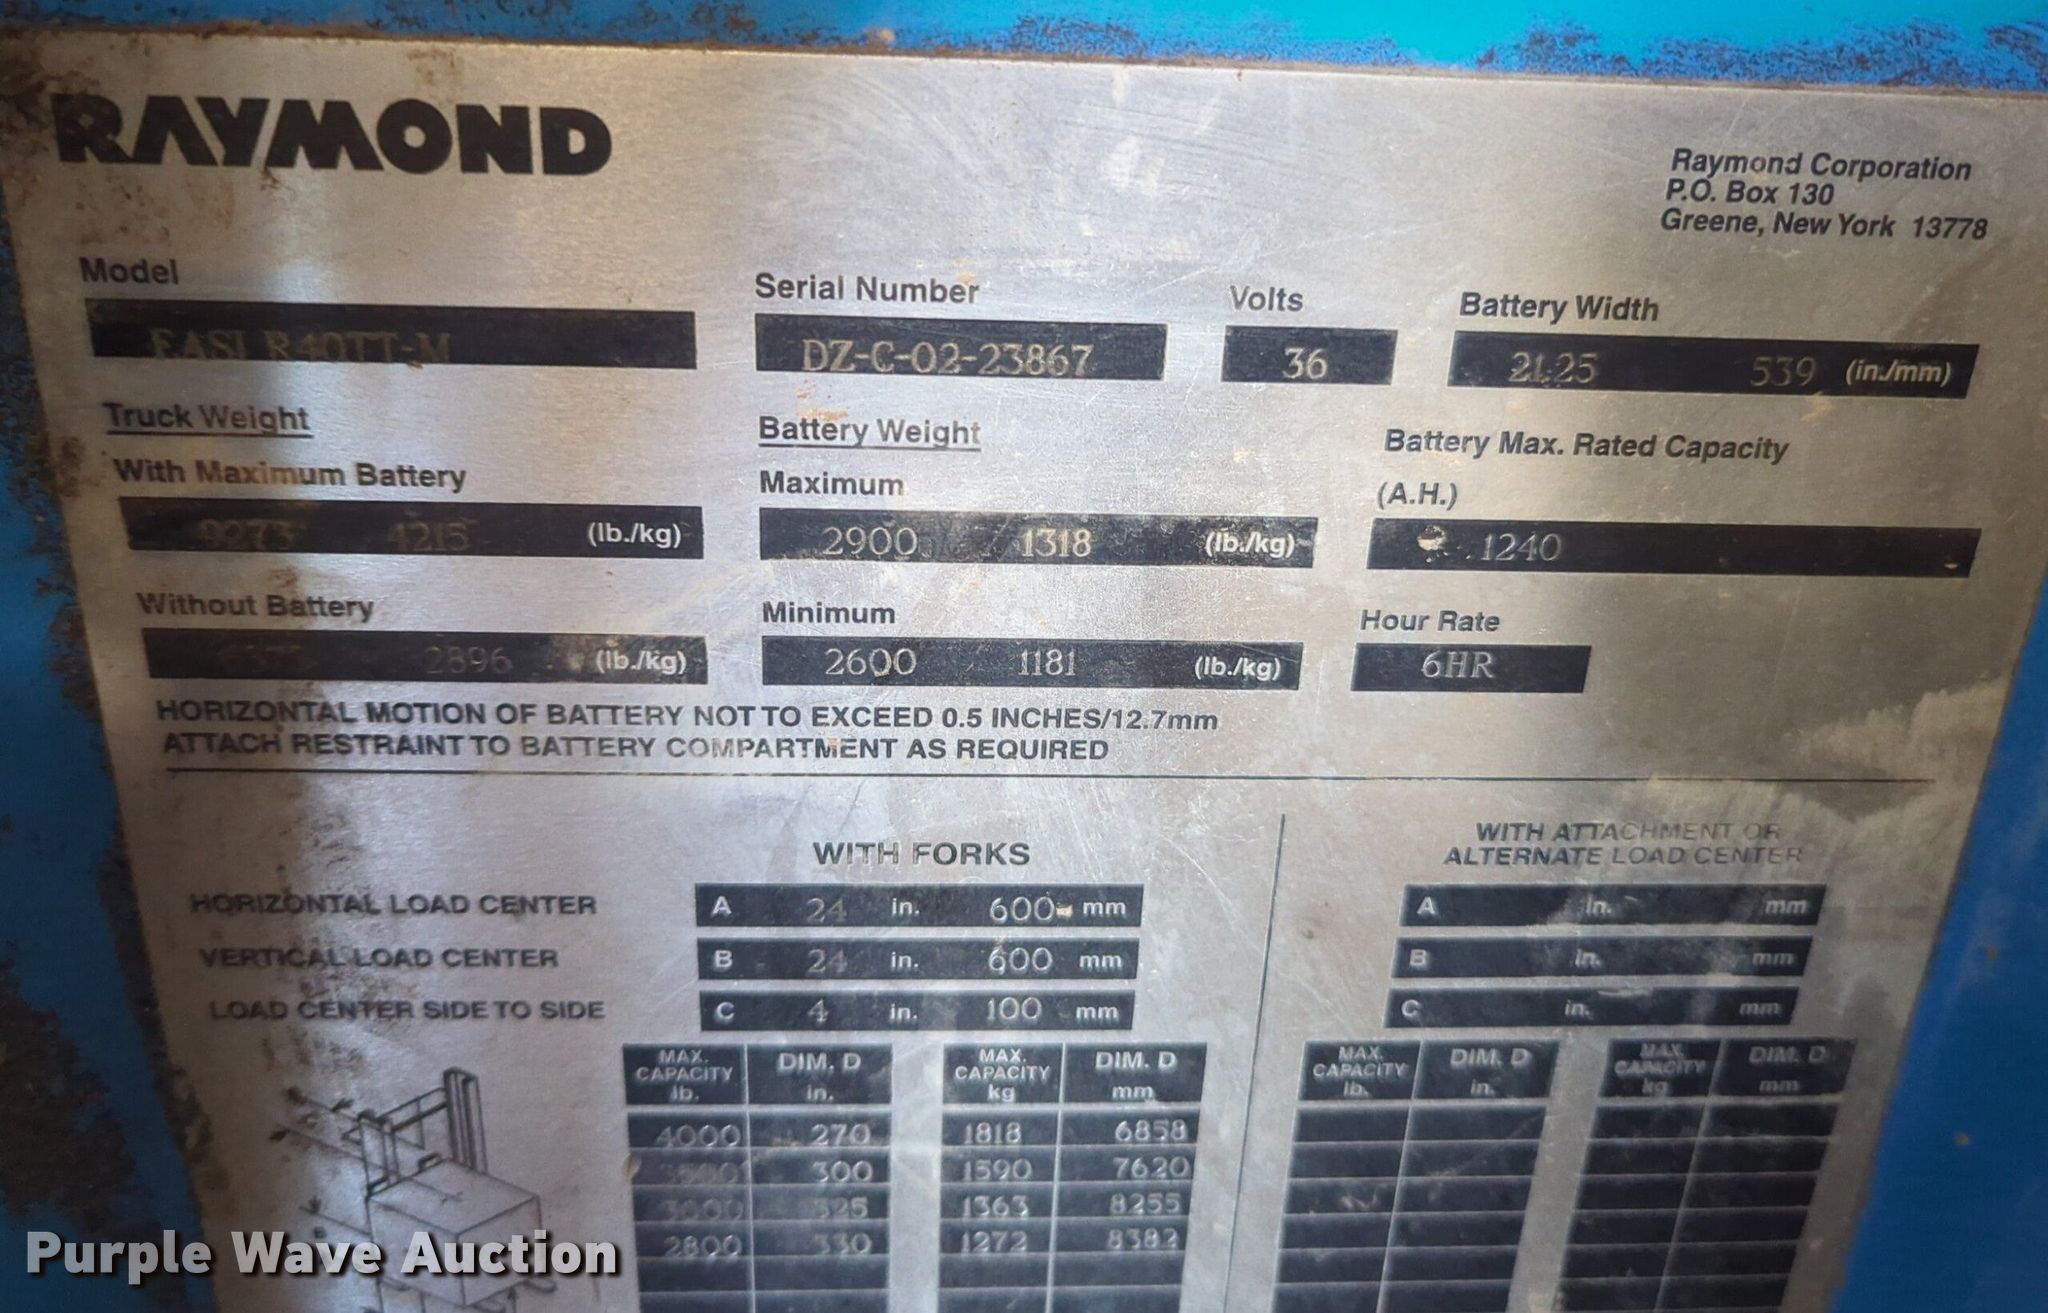 RAYMOND
Raymond Corporation
P.O. Box 130
Greene, New York 13778
Model
EASI R40TT-M
Serial Number
DZ-C-02-23867
Volts
36
Battery Width
21.25 539 (in./mm)
Truck Weight
With Maximum Battery
9273 4215 (lb./kg)
Without Battery
2896 (lb./kg)
Battery Weight
Maximum
2900 1318 (lb./kg)
Minimum
2600 1181 (lb./kg)
Battery Max. Rated Capacity
(A.H.)
1240
Hour Rate
6HR
HORIZONTAL MOTION OF BATTERY NOT TO EXCEED 0.5 INCHES/12.7mm
ATTACH RESTRAINT TO BATTERY COMPARTMENT AS REQUIRED
WITH FORKS
HORIZONTAL LOAD CENTER A 24 in. 600 mm
VERTICAL LOAD CENTER B 24 in. 600 mm
LOAD CENTER SIDE TO SIDE C 4 in. 100 mm
MAX. CAPACITY lb. DIM. D in. MAX. CAPACITY kg DIM. D mm
4000 270 1818 6858
300 1590 7620
3000 325 1363 8255
2800 330 1272 8382
WITH ATTACHMENT OR
ALTERNATE LOAD CENTER
A in. mm
B in. mm
C in. mm
MAX. CAPACITY lb. DIM. D in. MAX. CAPACITY kg DIM. D mm
B
Purple Wave Auction